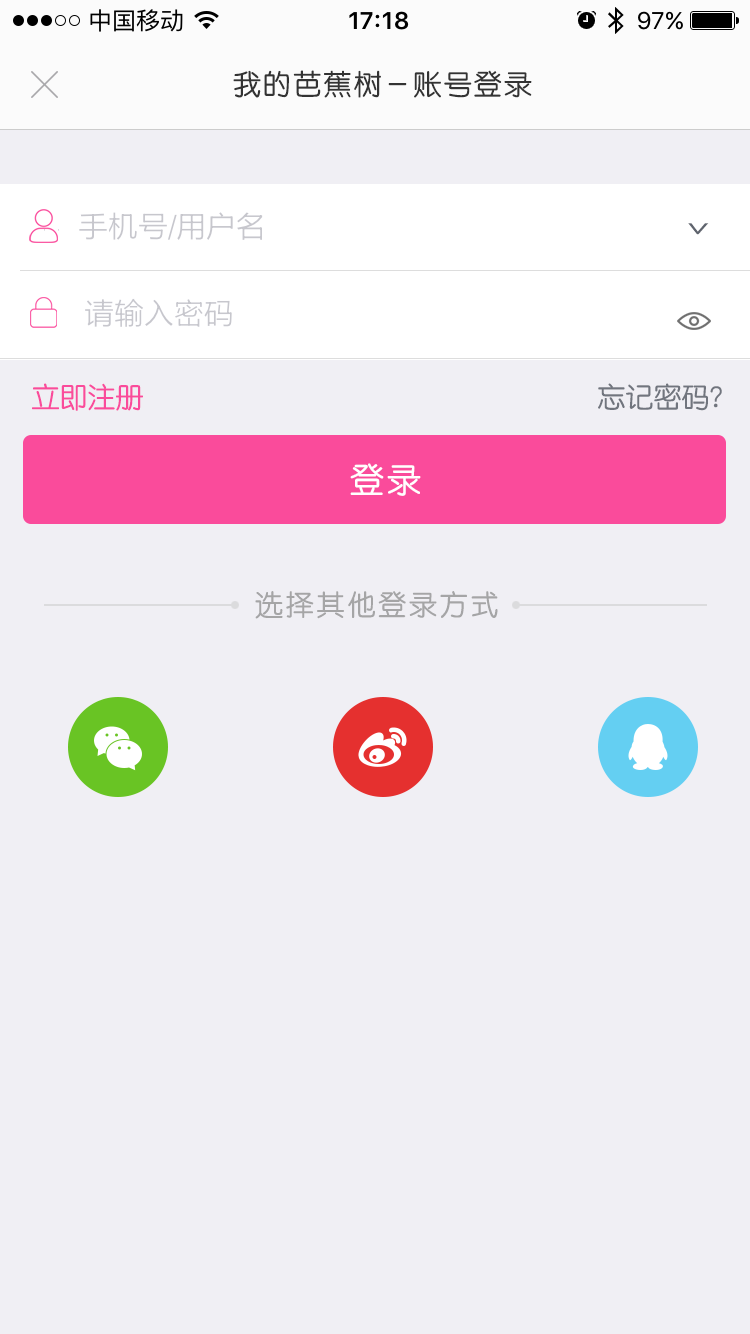 中国移动 17:18 97%
我的芭蕉树－账号登录
手机号/用户名
请输入密码
立即注册 忘记密码?
登录
选择其他登录方式